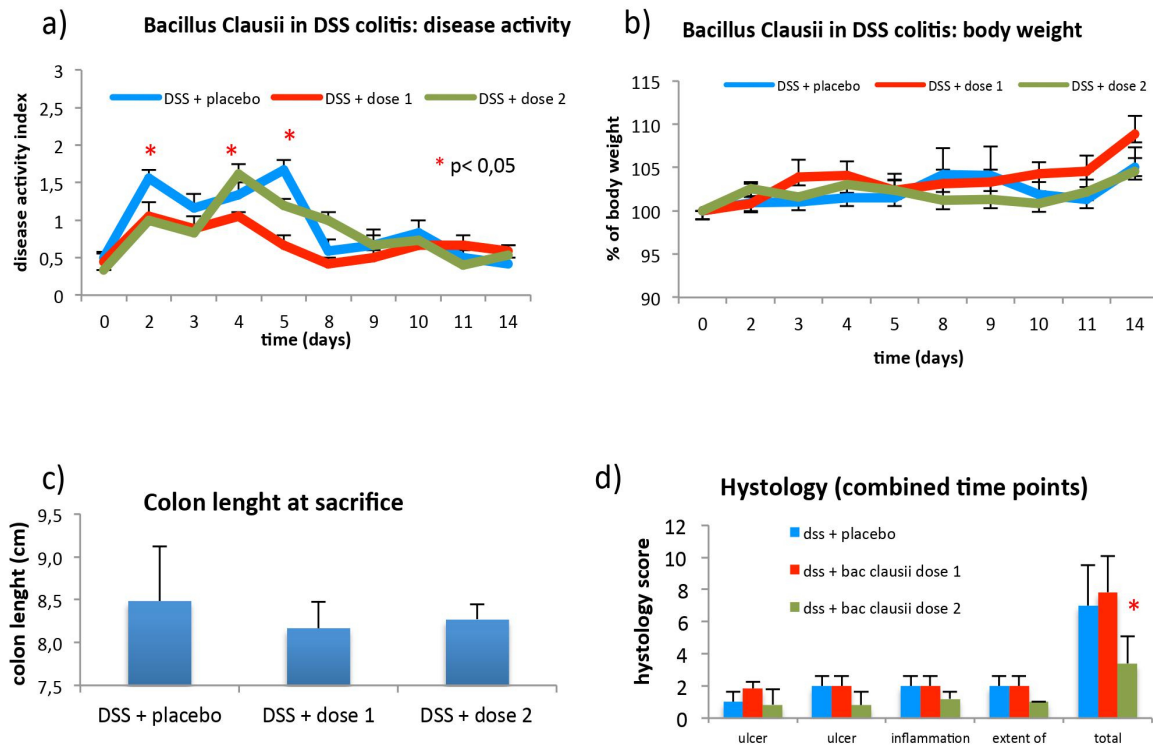 a)
Bacillus Clausii in DSS colitis: disease activity
3
2,5
2
1,5
1
0,5
0
disease activity index
DSS + placebo DSS + dose 1 DSS + dose 2
* * *
* p< 0,05
0 2 3 4 5 8 9 10 11 14
time (days)
b)
Bacillus Clausii in DSS colitis: body weight
115
110
105
100
95
90
% of body weight
DSS + placebo DSS + dose 1 DSS + dose 2
0 2 3 4 5 8 9 10 11 14
time (days)
c)
Colon lenght at sacrifice
9,5
9,0
8,5
8,0
7,5
colon lenght (cm)
DSS + placebo DSS + dose 1 DSS + dose 2
d)
Hystology (combined time points)
12
10
8
6
4
2
0
hystology score
dss + placebo
dss + bac clausii dose 1
dss + bac clausii dose 2
*
ulcer ulcer inflammation extent of total